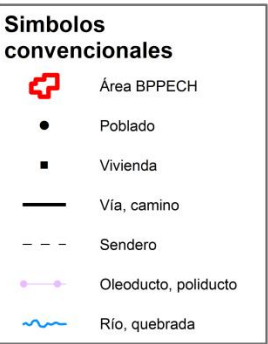 Simbolos
convencionales
Área BPPECH
Poblado
Vivienda
Vía, camino
Sendero
Oleoducto, poliducto
Río, quebrada